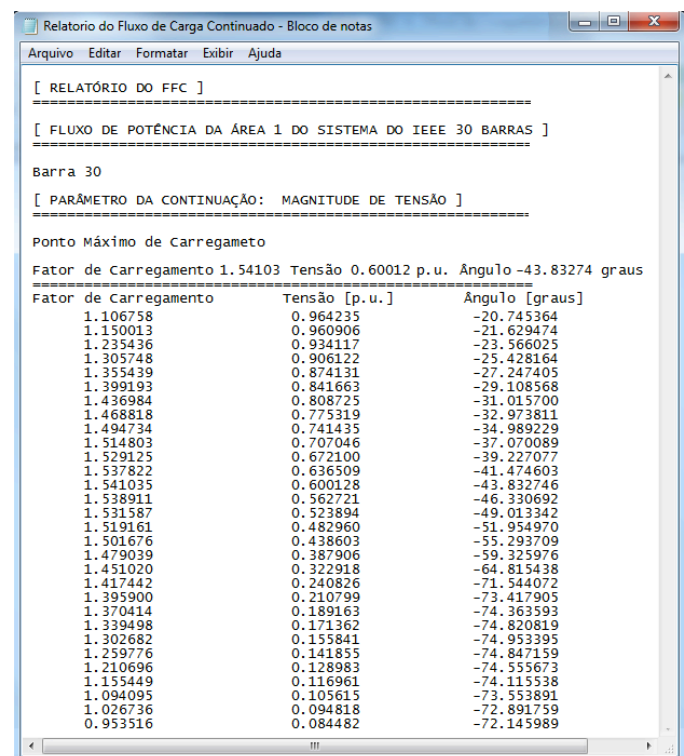 Relatorio do Fluxo de Carga Continuado - Bloco de notas
Arquivo Editar Formatar Exibir Ajuda
[ RELATÓRIO DO FFC ]
[ FLUXO DE POTÊNCIA DA ÁREA 1 DO SISTEMA DO IEEE 30 BARRAS ]
Barra 30
[ PARÂMETRO DA CONTINUAÇÃO: MAGNITUDE DE TENSÃO ]
Ponto Máximo de Carregameto
Fator de Carregamento 1.54103 Tensão 0.60012 p.u. Ângulo -43.83274 graus
Fator de Carregamento Tensão [p.u.] Ângulo [graus]
1.106758 0.964235 -20.745364
1.150013 0.960906 -21.629474
1.235436 0.934117 -23.566025
1.305748 0.906122 -25.428164
1.355439 0.874131 -27.247405
1.399193 0.841663 -29.108568
1.436984 0.808725 -31.015700
1.468818 0.775319 -32.973811
1.494734 0.741435 -34.989229
1.514803 0.707046 -37.070089
1.529125 0.672100 -39.227077
1.537822 0.636509 -41.474603
1.541035 0.600128 -43.832746
1.538911 0.562721 -46.330692
1.531587 0.523894 -49.013342
1.519161 0.482960 -51.954970
1.501676 0.438603 -55.293709
1.479039 0.387906 -59.325976
1.451020 0.322918 -64.815438
1.417442 0.240826 -71.544072
1.395900 0.210799 -73.417905
1.370414 0.189163 -74.363593
1.339498 0.171362 -74.820819
1.302682 0.155841 -74.953395
1.259776 0.141855 -74.847159
1.210696 0.128983 -74.555673
1.155449 0.116961 -74.115538
1.094095 0.105615 -73.553891
1.026736 0.094818 -72.891759
0.953516 0.084482 -72.145989